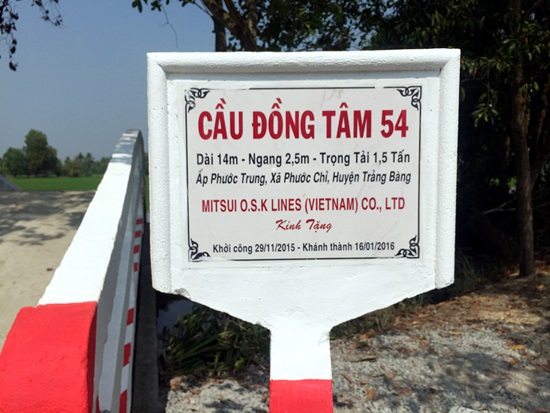 CẦU ĐỒNG TÂM 54
Dài 14m - Ngang 2,5m - Trọng Tải 1,5 Tấn
Ấp Phước Trung, Xã Phước Chỉ, Huyện Trảng Bàng
MITSUI O.S.K LINES (VIETNAM) CO., LTD
Kính Tặng
Khởi công 29/11/2015 - Khánh thành 16/01/2016